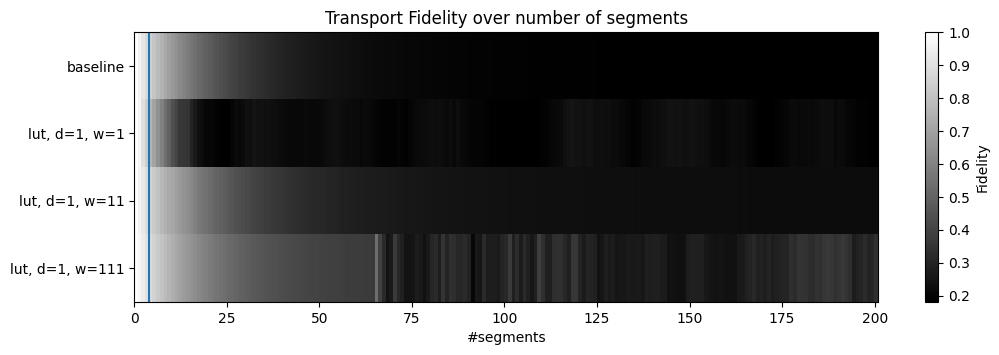 Transport Fidelity over number of segments
baseline
lut, d=1, w=1
lut, d=1, w=11
lut, d=1, w=111
0 25 50 75 100 125 150 175 200
#segments
1.0
0.9
0.8
0.7
0.6
0.5
0.4
0.3
0.2
Fidelity